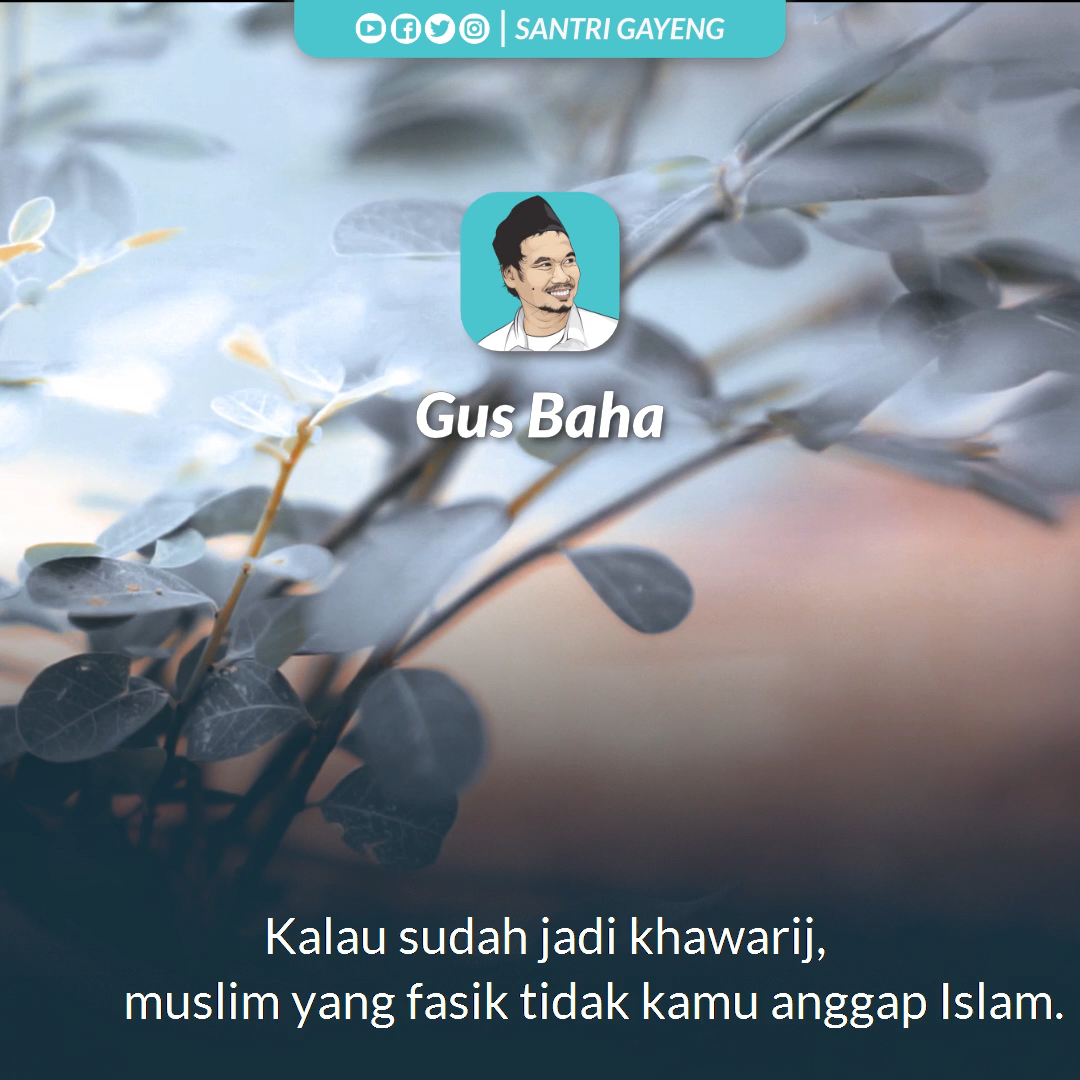 | SANTRI GAYENG
Gus Baha
Kalau sudah jadi khawarij,
muslim yang fasik tidak kamu anggap Islam.